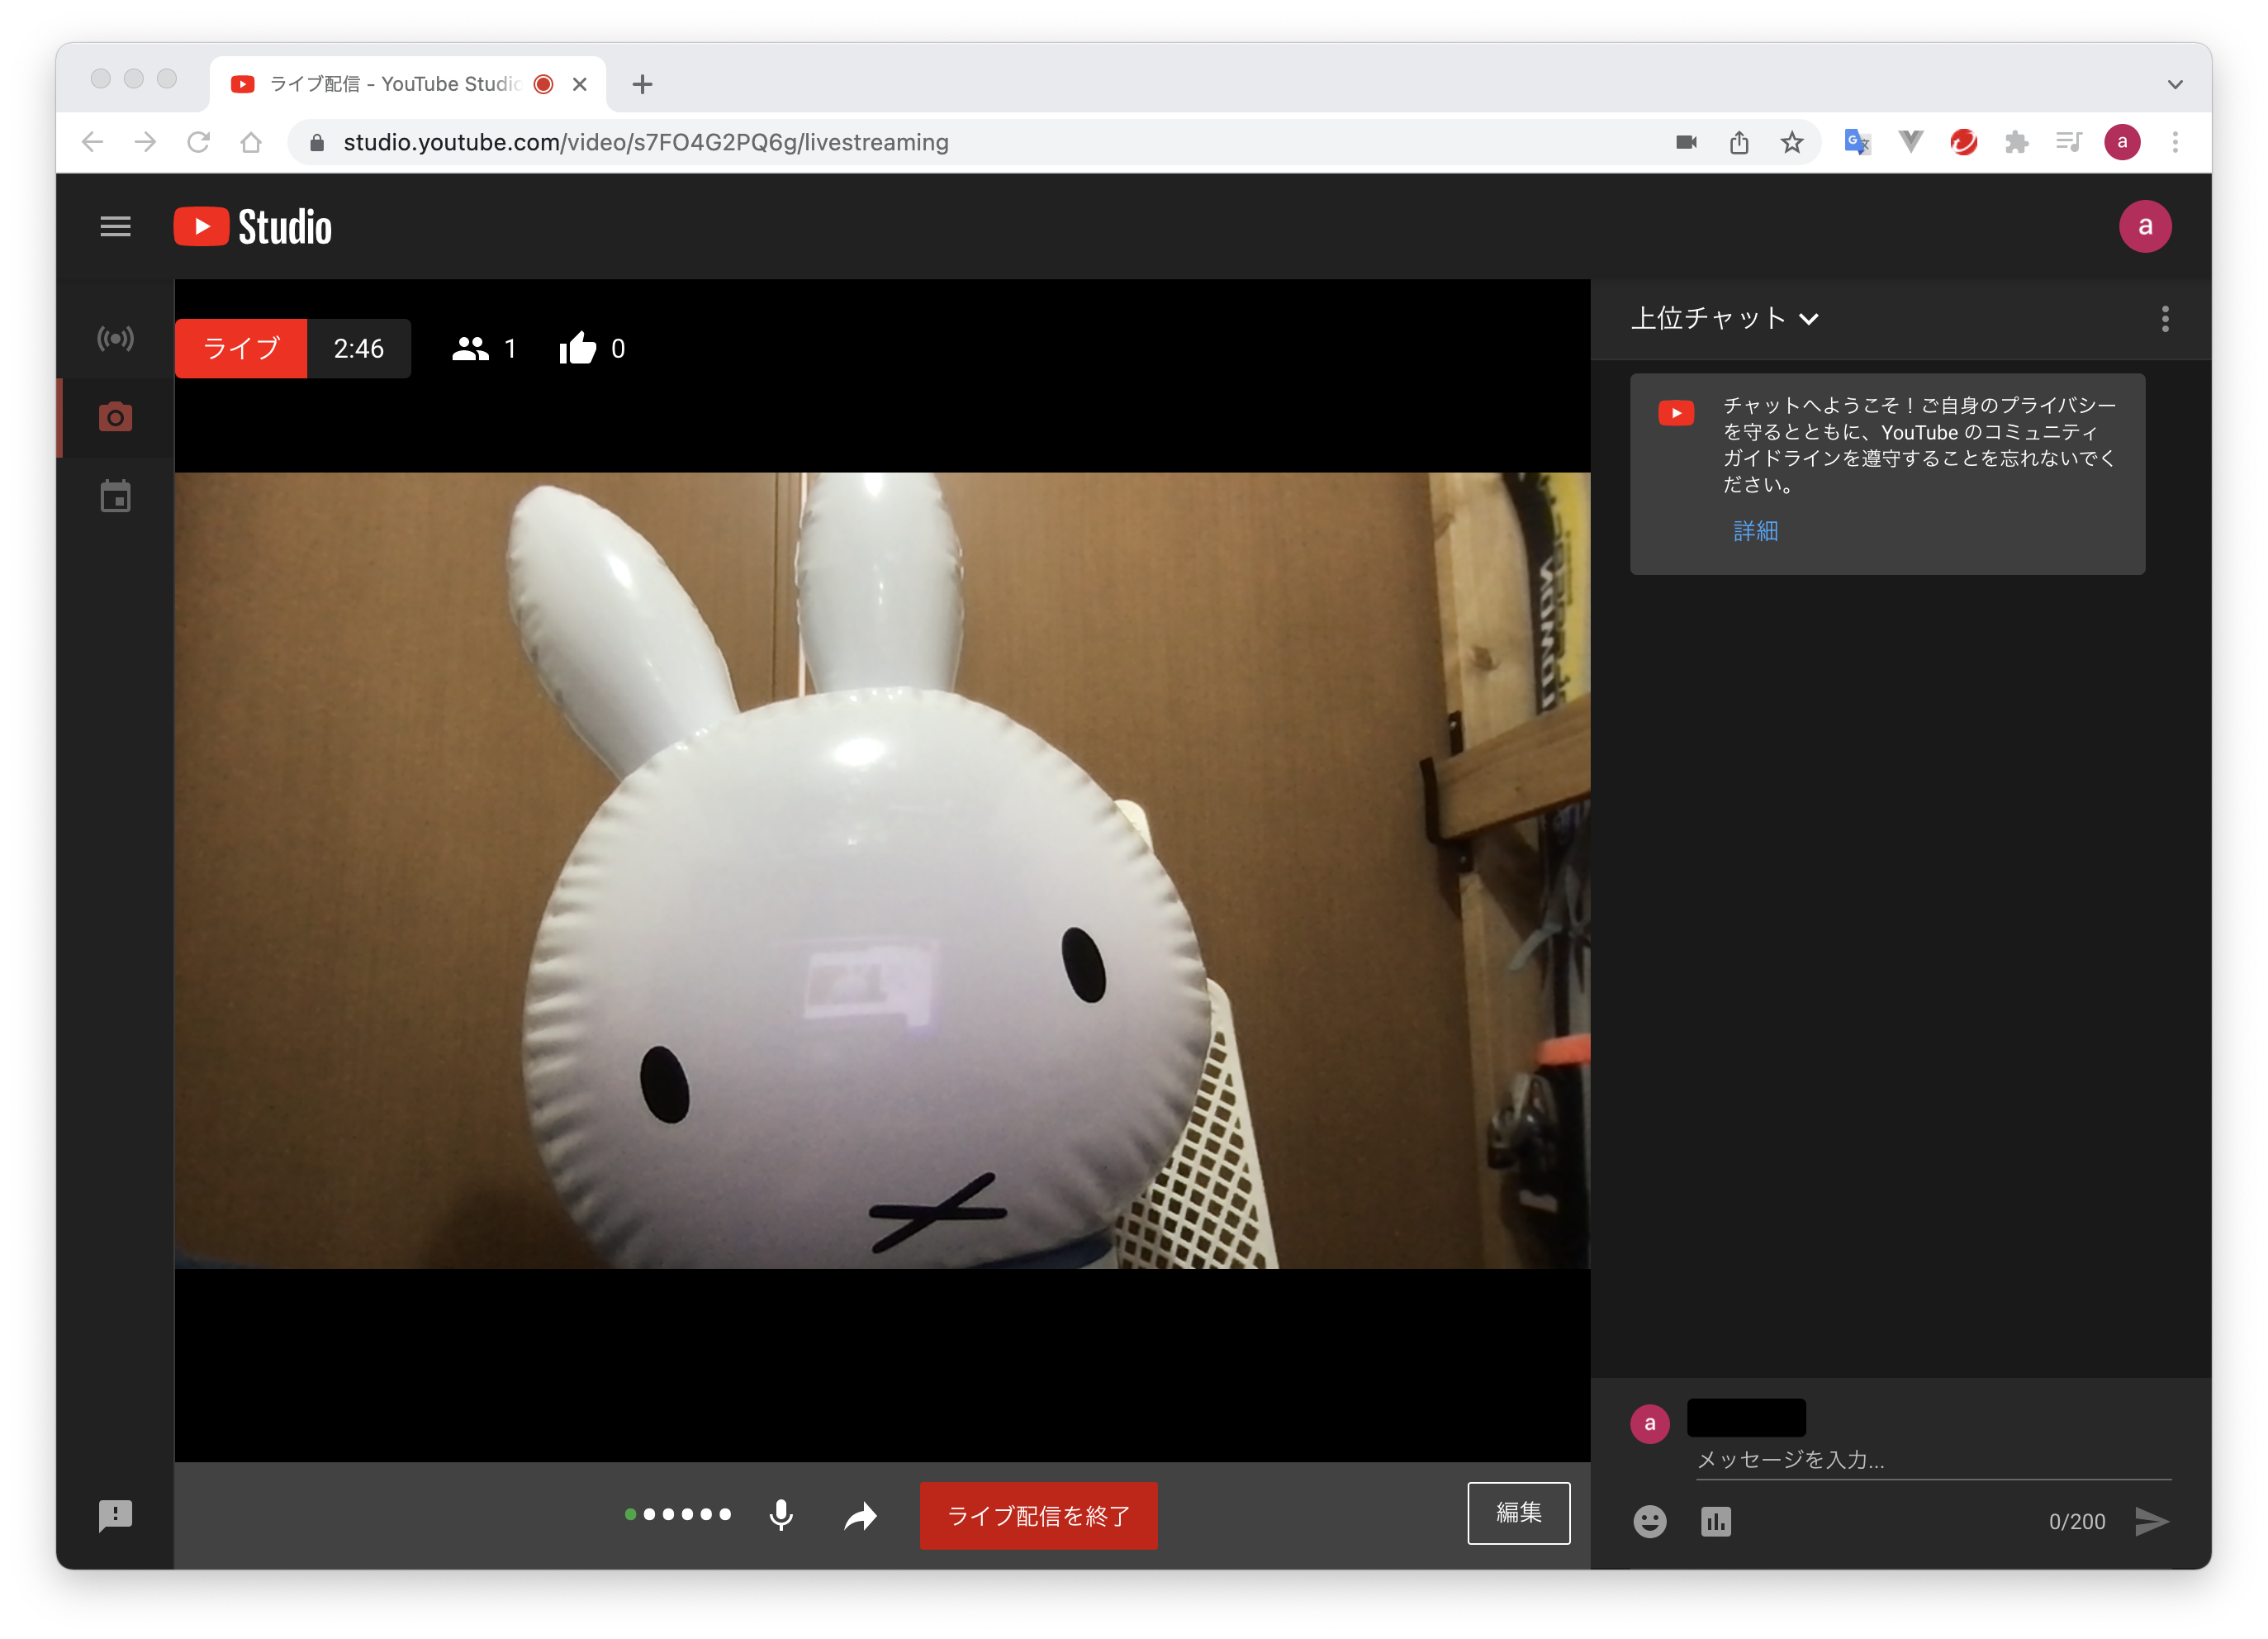 ライブ配信 - YouTube Studio
studio.youtube.com/video/s7FO4G2PQ6g/livestreaming
a
Studio
a
ライブ 2:46 1 0
上位チャット
チャットへようこそ！ご自身のプライバシー
を守るとともに、YouTube のコミュニティ
ガイドラインを遵守することを忘れないでく
ださい。
詳細
a
メッセージを入力...
0/200
ライブ配信を終了
編集